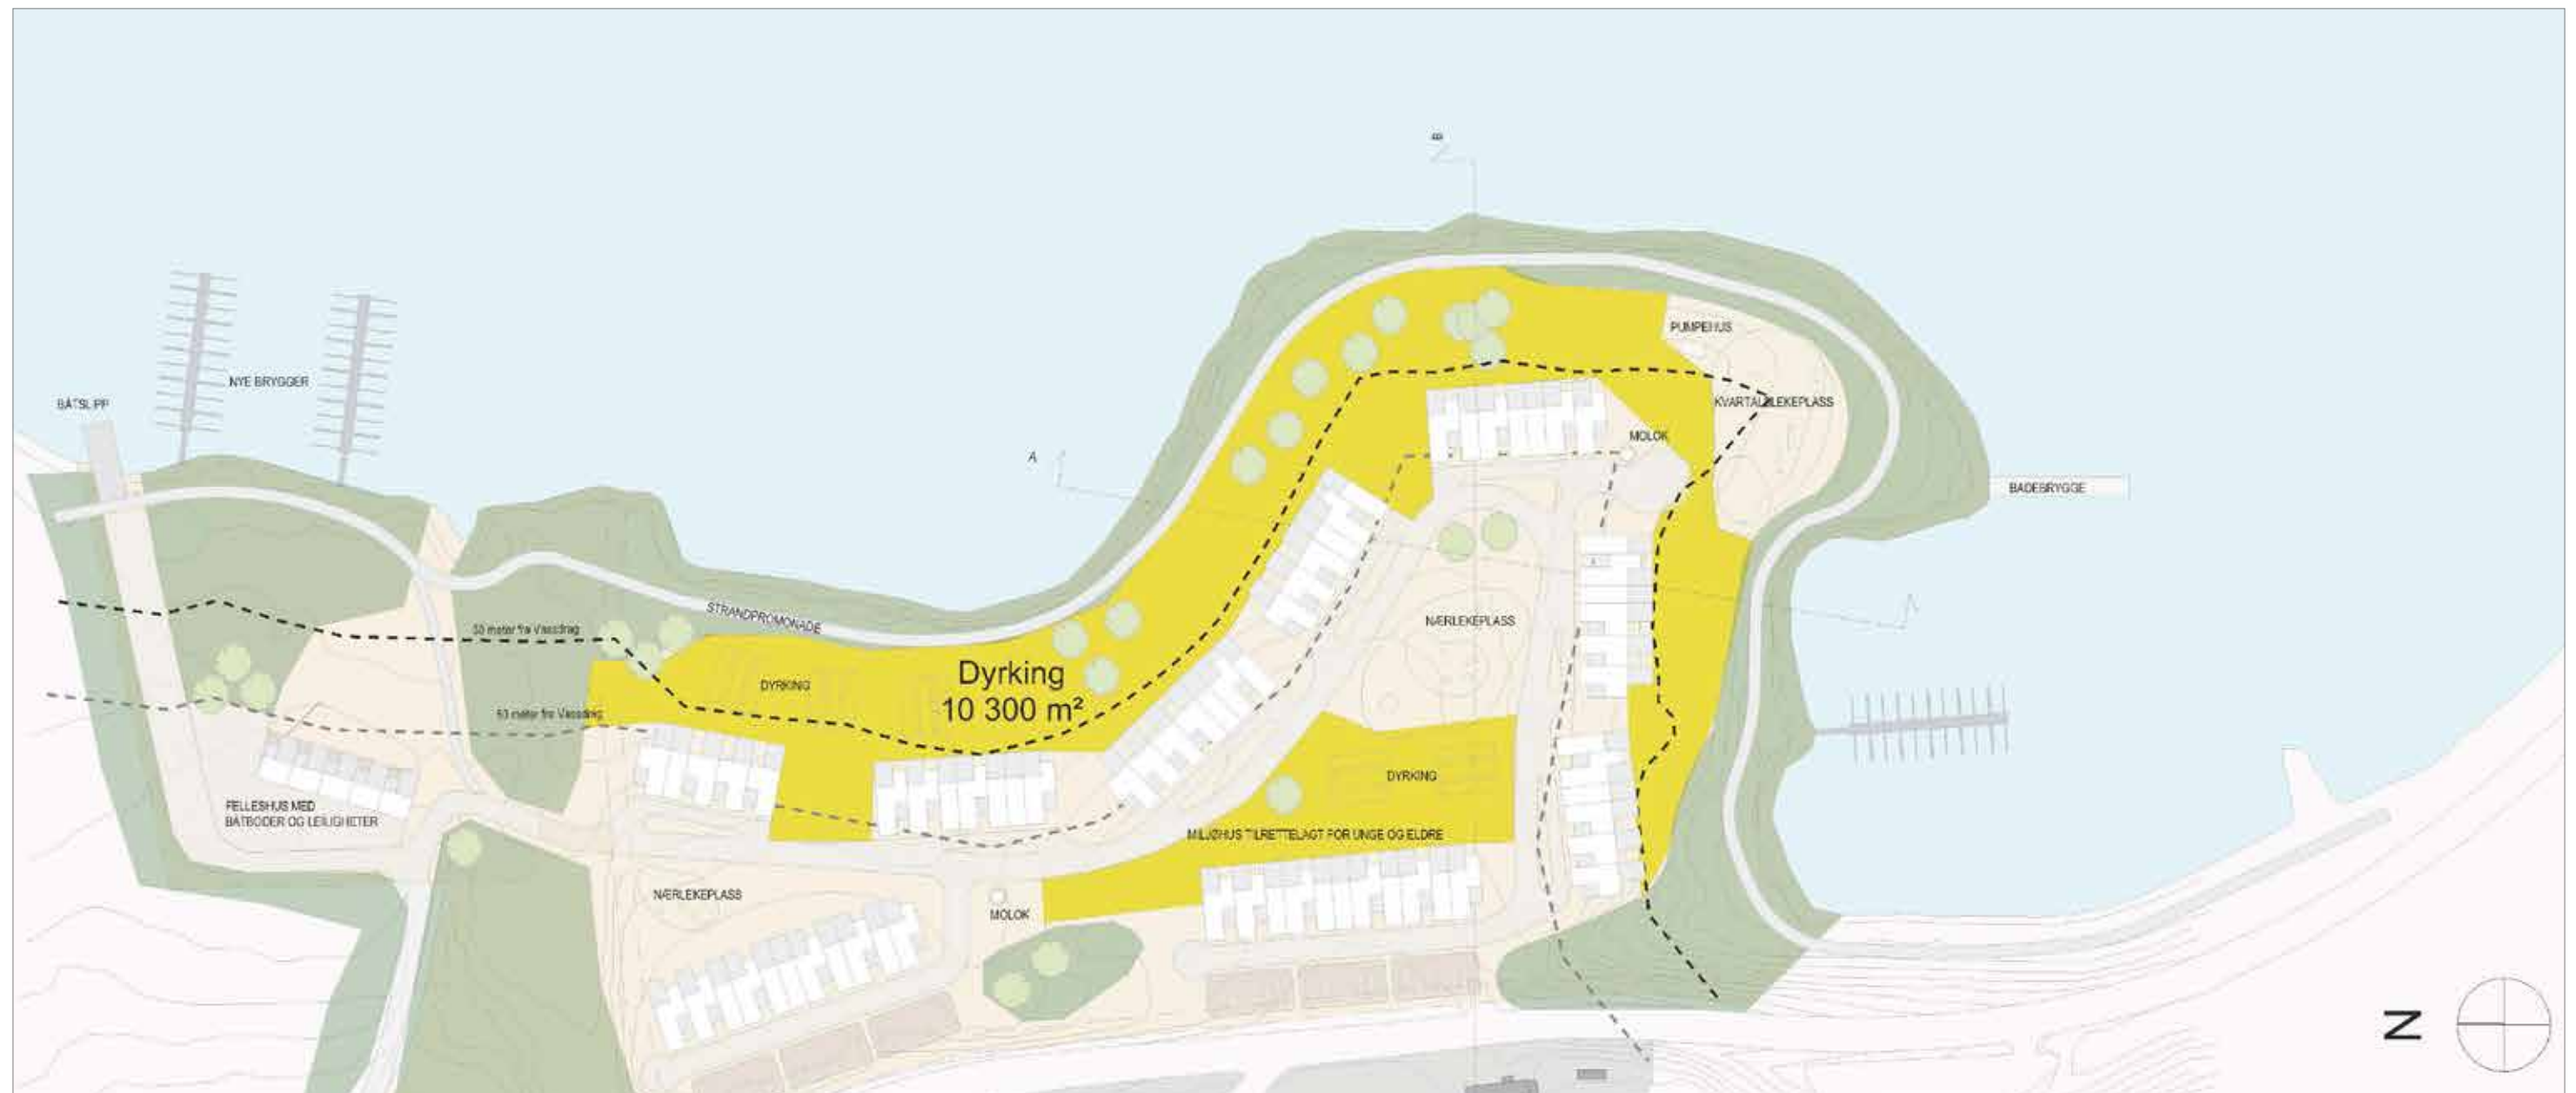 B
NYE BRYGGER
BÅTSLIPP
PUMPEHUS
KVARTALSLEKEPLASS
MOLOK
A
BADEBRYGGE
STRANDPROMONADE
NÆRLEKEPLASS
30 meter fra Vassdrag
A
Dyrking
10 300 m²
DYRKING
50 meter fra Vassdrag
DYRKING
FELLESHUS MED
BÅTBODER OG LEILIGHETER
MILJØHUS TILRETTELAGT FOR UNGE OG ELDRE
NÆRLEKEPLASS
MOLOK
N